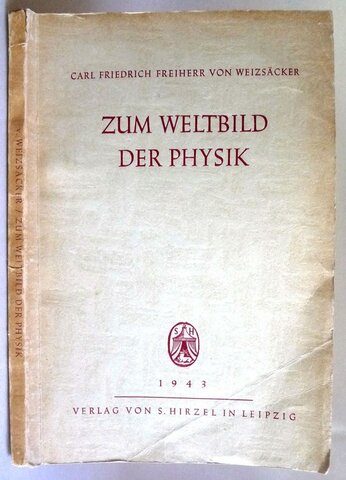 CARL FRIEDRICH FREIHERR VON WEIZSÄCKER
ZUM WELTBILD
DER PHYSIK
S H
1943
VERLAG VON S. HIRZEL IN LEIPZIG
V. WEIZSÄCKER / ZUM WELTBILD DER PHYSIK